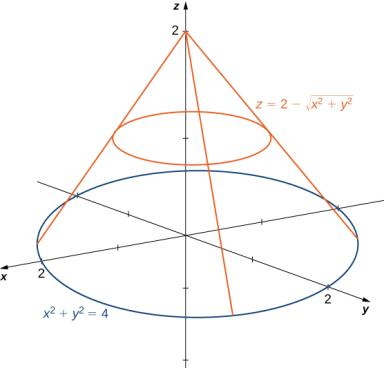 z
2
z = 2 − √x² + y²
x
2
2
y
x² + y² = 4